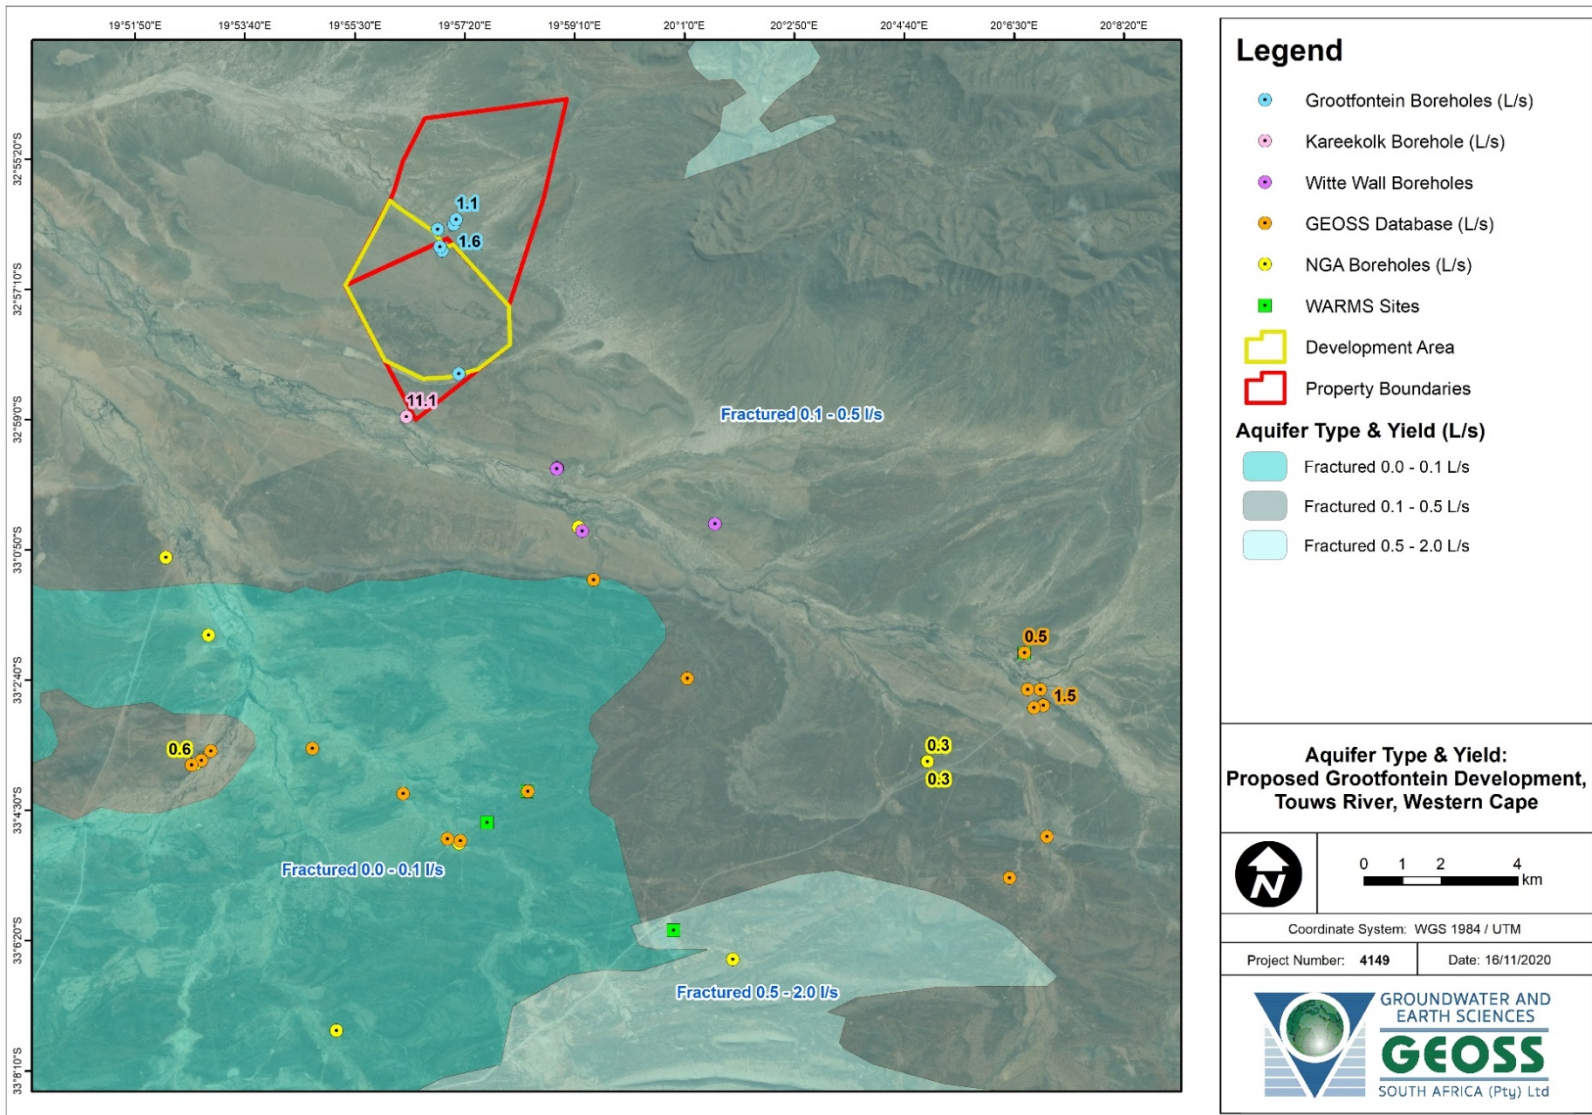 19°51'50"E 19°53'40"E 19°55'30"E 19°57'20"E 19°59'10"E 20°1'0"E 20°2'50"E 20°4'40"E 20°6'30"E 20°8'20"E
32°55'20"S
32°57'10"S
32°59'0"S
33°0'50"S
33°2'40"S
33°4'30"S
33°6'20"S
33°8'10"S
1.1
1.6
11.1
Fractured 0.1 - 0.5 l/s
0.5
1.5
0.6
0.3
0.3
Fractured 0.0 - 0.1 l/s
Fractured 0.5 - 2.0 l/s
Legend
Grootfontein Boreholes (L/s)
Kareekolk Borehole (L/s)
Witte Wall Boreholes
GEOSS Database (L/s)
NGA Boreholes (L/s)
WARMS Sites
Development Area
Property Boundaries
Aquifer Type & Yield (L/s)
Fractured 0.0 - 0.1 L/s
Fractured 0.1 - 0.5 L/s
Fractured 0.5 - 2.0 L/s
Aquifer Type & Yield:
Proposed Grootfontein Development,
Touws River, Western Cape
N
0 1 2 4
km
Coordinate System: WGS 1984 / UTM
Project Number: 4149
Date: 16/11/2020
GROUNDWATER AND
EARTH SCIENCES
GEOSS
SOUTH AFRICA (Pty) Ltd